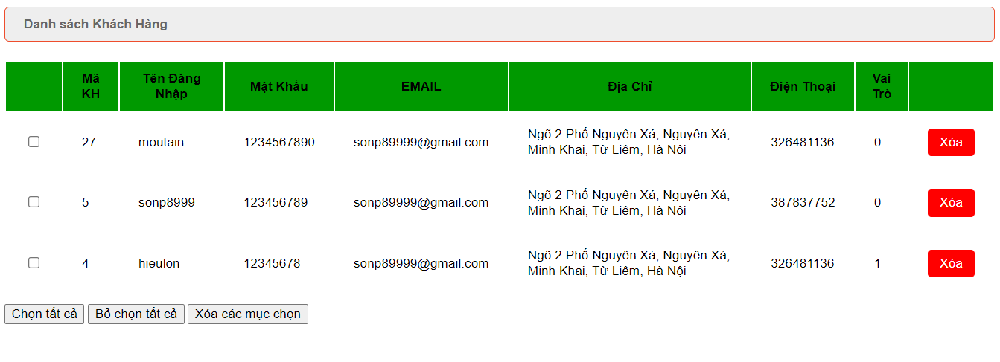 Danh sách Khách Hàng
Mã KH Tên Đăng Nhập Mật Khẩu EMAIL Địa Chỉ Điện Thoại Vai Trò
27 moutain 1234567890 sonp89999@gmail.com Ngõ 2 Phố Nguyên Xá, Nguyên Xá, Minh Khai, Từ Liêm, Hà Nội 326481136 0 Xóa
5 sonp8999 123456789 sonp89999@gmail.com Ngõ 2 Phố Nguyên Xá, Nguyên Xá, Minh Khai, Từ Liêm, Hà Nội 387837752 0 Xóa
4 hieulon 12345678 sonp89999@gmail.com Ngõ 2 Phố Nguyên Xá, Nguyên Xá, Minh Khai, Từ Liêm, Hà Nội 326481136 1 Xóa
Chọn tất cả Bỏ chọn tất cả Xóa các mục chọn